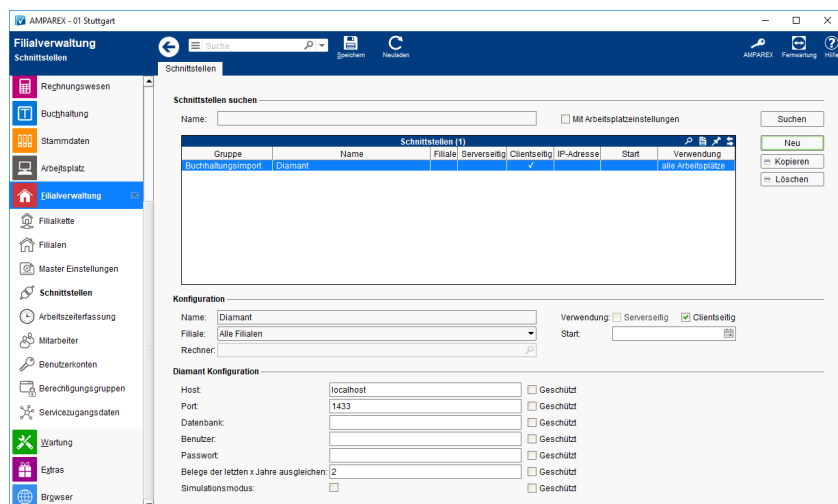 AMPAREX - 01 Stuttgart
Filialverwaltung
Schnittstellen
Suche
Speichern
Neuladen
AMPAREX
Fernwartung
Hilfe
Schnittstellen
Rechnungswesen
Buchhaltung
Stammdaten
Arbeitsplatz
Filialverwaltung
Filialkette
Filialen
Master Einstellungen
Schnittstellen
Arbeitszeiterfassung
Mitarbeiter
Benutzerkonten
Berechtigungsgruppen
Servicezugangsdaten
Wartung
Extras
Browser
Schnittstellen suchen
Name: Mit Arbeitsplatzeinstellungen Suchen
Schnittstellen (1) Neu
Gruppe Name Filiale Serverseitig Clientseitig IP-Adresse Start Verwendung
Buchhaltungsimport Diamant ✓ alle Arbeitsplätze
Kopieren
Löschen
Konfiguration
Name: Diamant Verwendung: Serverseitig Clientseitig
Filiale: Alle Filialen Start:
Rechner:
Diamant Konfiguration
Host: localhost Geschützt
Port: 1433 Geschützt
Datenbank: Geschützt
Benutzer: Geschützt
Passwort: Geschützt
Belege der letzten x Jahre ausgleichen: 2 Geschützt
Simulationsmodus: Geschützt